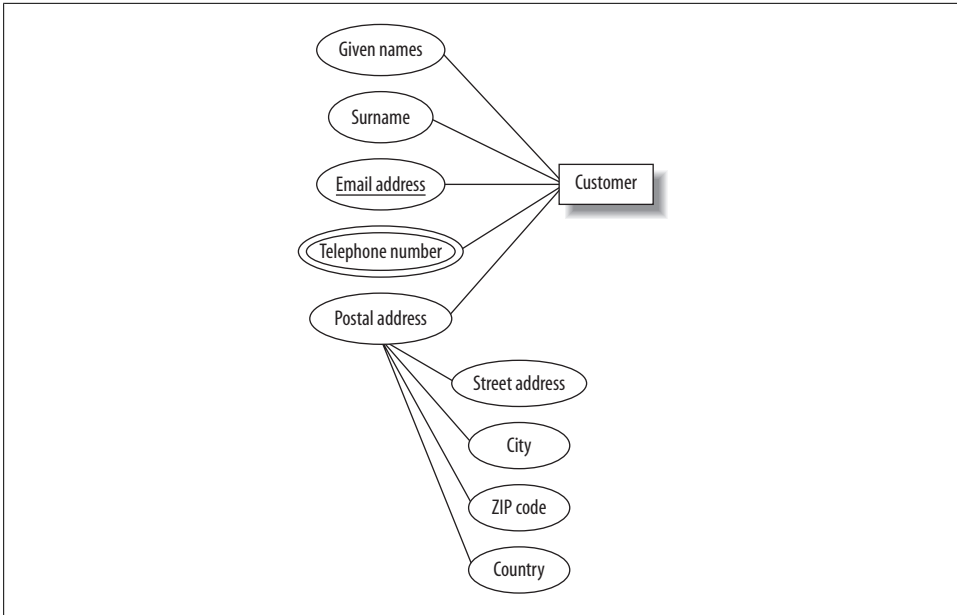 Given names
Surname
Email address
Customer
Telephone number
Postal address
Street address
City
ZIP code
Country